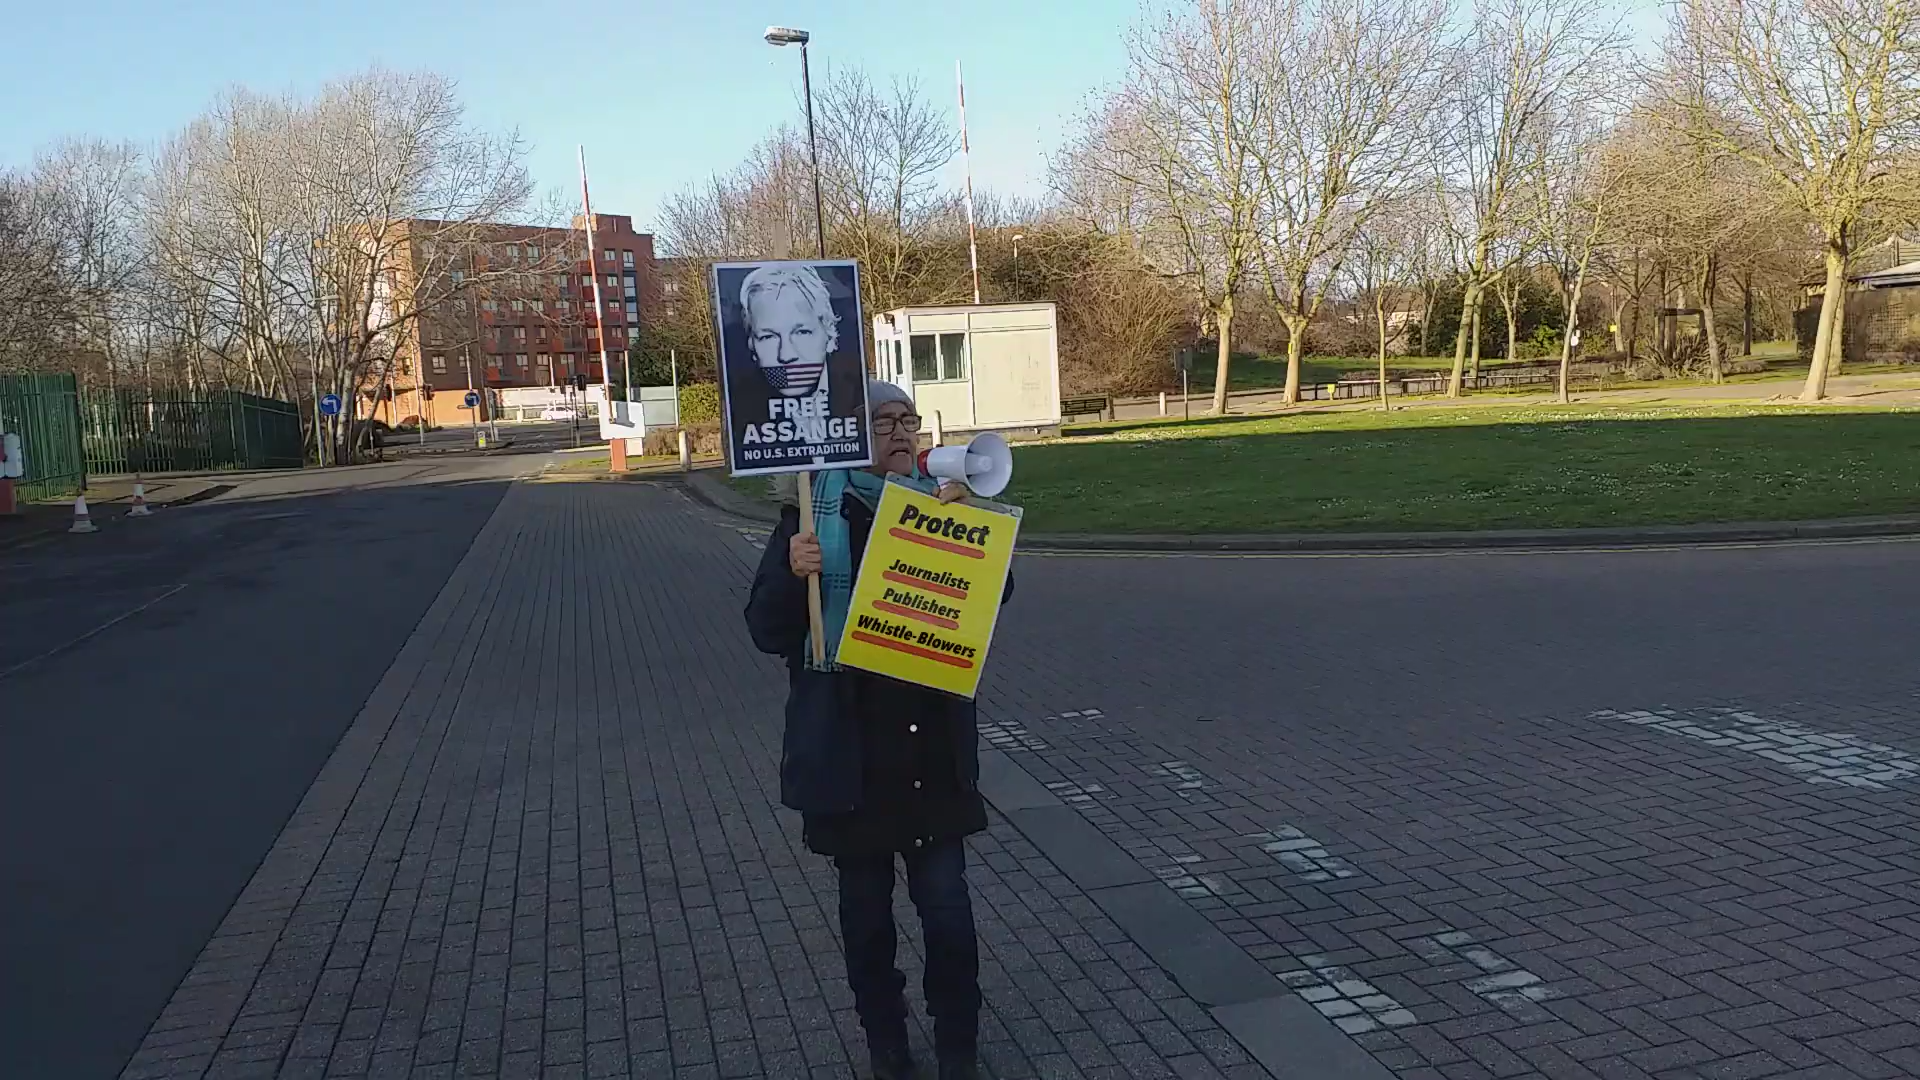 FREE
ASSANGE
NO U.S. EXTRADITION
Protect
Journalists
Publishers
Whistle-Blowers